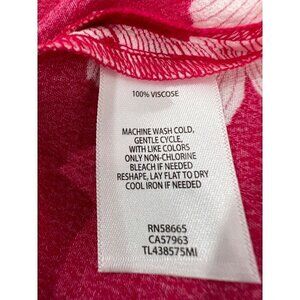 100% VISCOSE
MACHINE WASH COLD,
GENTLE CYCLE,
WITH LIKE COLORS
ONLY NON-CHLORINE
BLEACH IF NEEDED
RESHAPE, LAY FLAT TO DRY
COOL IRON IF NEEDED
RN58665
CA57963
TL438575MI